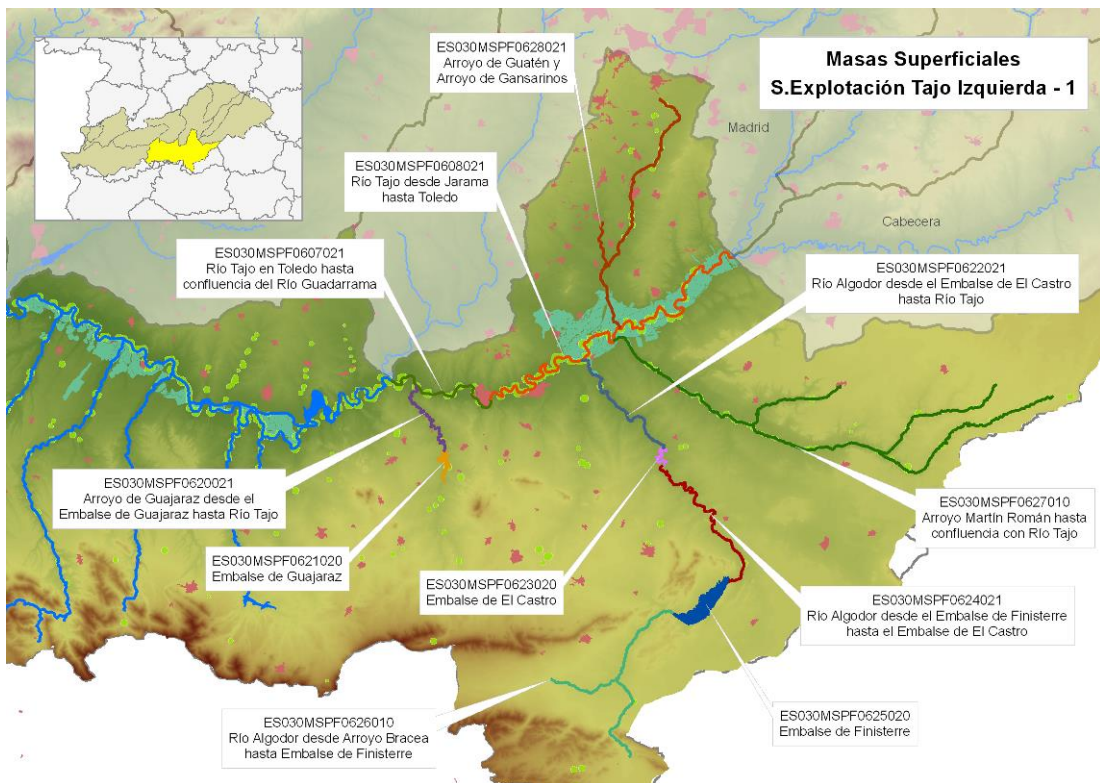 Masas Superficiales
S.Explotación Tajo Izquierda - 1
ES030MSPF0628021
Arroyo de Guatén y
Arroyo de Gansarinos
Madrid
ES030MSPF0608021
Río Tajo desde Jarama
hasta Toledo
Cabecera
ES030MSPF0607021
Río Tajo en Toledo hasta
confluencia del Río Guadarrama
ES030MSPF0622021
Río Algodor desde el Embalse de El Castro
hasta Río Tajo
ES030MSPF0620021
Arroyo de Guajaraz desde el
Embalse de Guajaraz hasta Río Tajo
ES030MSPF0627010
Arroyo Martín Román hasta
confluencia con Río Tajo
ES030MSPF0621020
Embalse de Guajaraz
ES030MSPF0623020
Embalse de El Castro
ES030MSPF0624021
Río Algodor desde el Embalse de Finisterre
hasta el Embalse de El Castro
ES030MSPF0626010
Río Algodor desde Arroyo Bracea
hasta Embalse de Finisterre
ES030MSPF0625020
Embalse de Finisterre